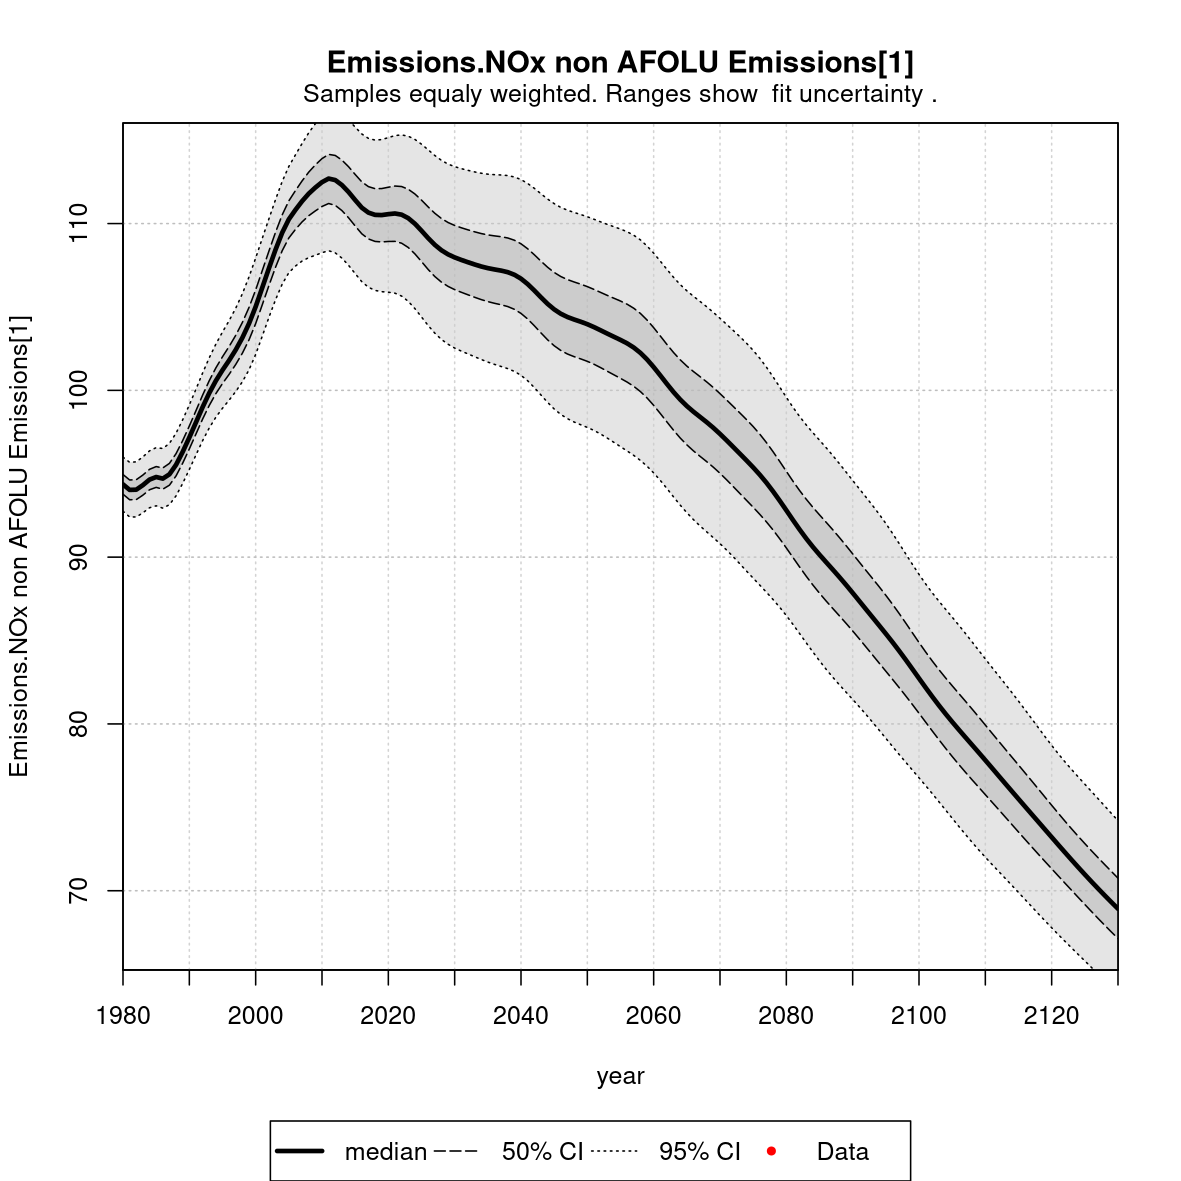 Emissions.NOx non AFOLU Emissions[1]
Samples equaly weighted. Ranges show  fit uncertainty .
Emissions.NOx non AFOLU Emissions[1]
110
100
90
80
70
1980 2000 2020 2040 2060 2080 2100 2120
year
median 50% CI 95% CI Data